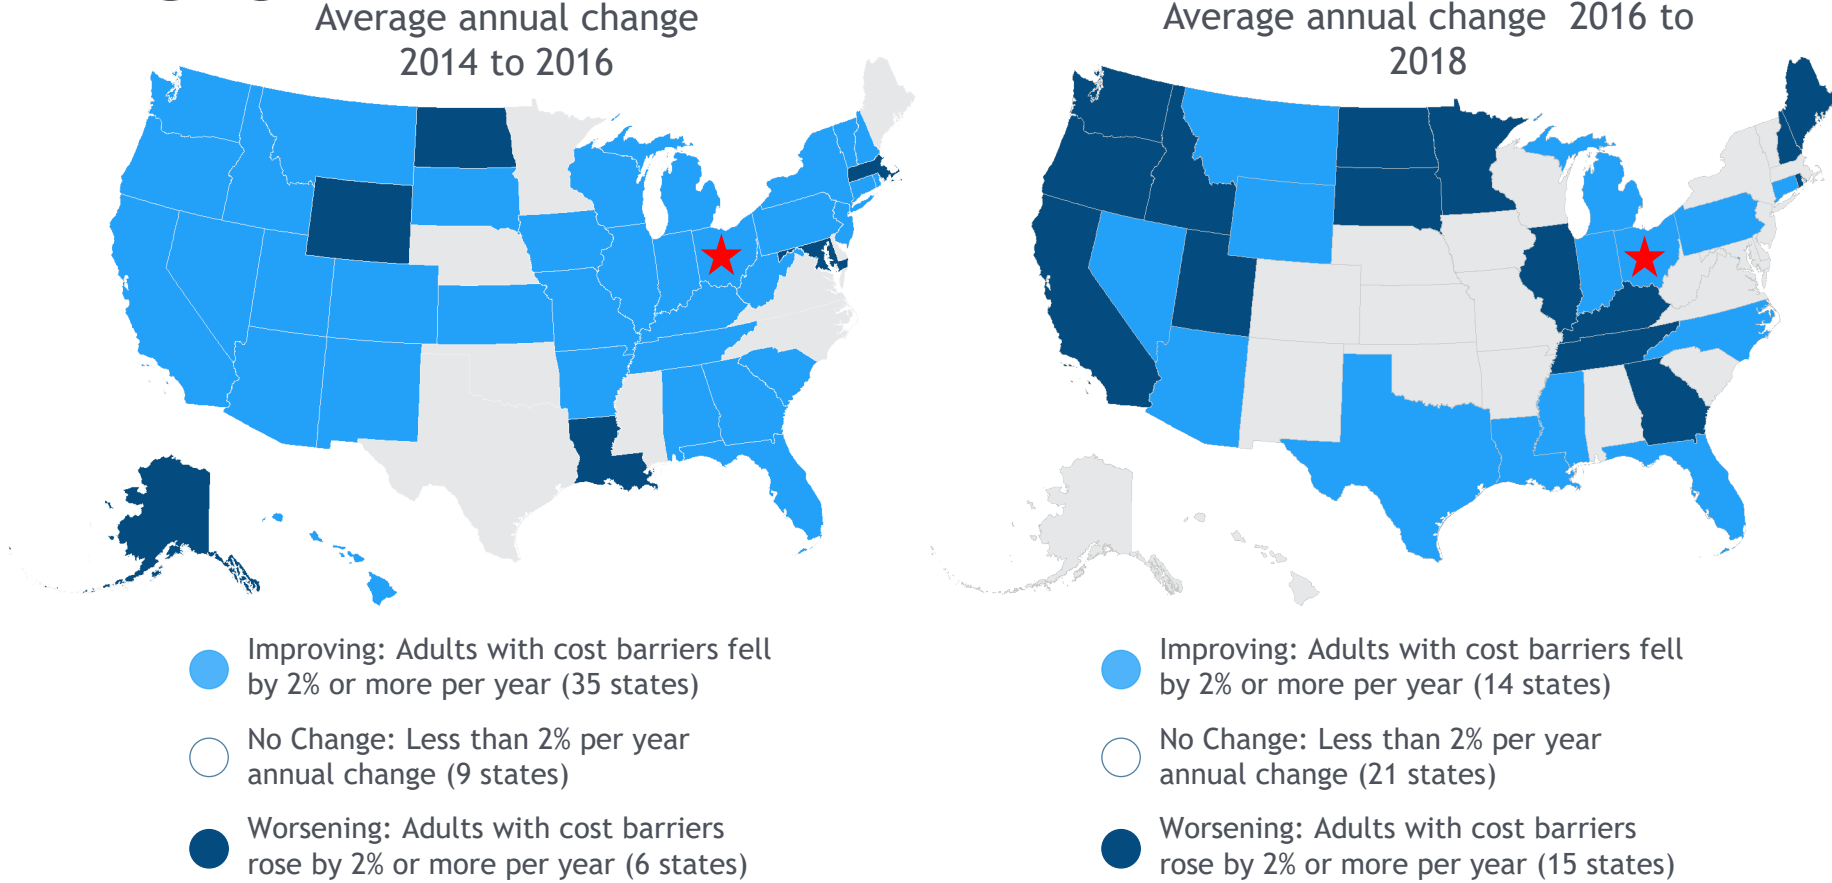 Average annual change
2014 to 2016
Average annual change 2016 to
2018
Improving: Adults with cost barriers fell
by 2% or more per year (35 states)
No Change: Less than 2% per year
annual change (9 states)
Worsening: Adults with cost barriers
rose by 2% or more per year (6 states)
Improving: Adults with cost barriers fell
by 2% or more per year (14 states)
No Change: Less than 2% per year
annual change (21 states)
Worsening: Adults with cost barriers
rose by 2% or more per year (15 states)